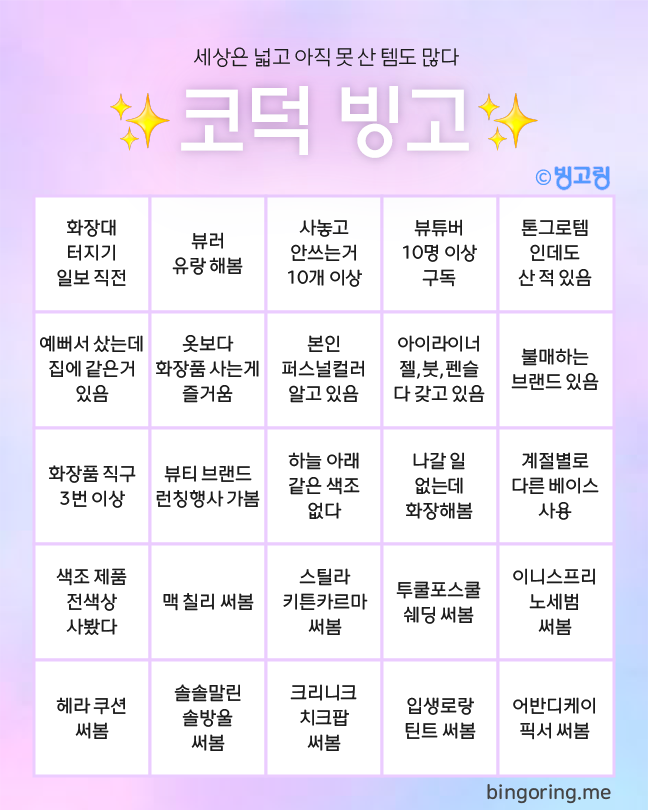 세상은 넓고 아직 못 산 템도 많다
✨코덕 빙고✨
©빙고링
화장대
터지기
일보 직전
뷰러
유랑 해봄
사놓고
안쓰는거
10개 이상
뷰튜버
10명 이상
구독
톤그로템
인데도
산 적 있음
예뻐서 샀는데
집에 같은거
있음
옷보다
화장품 사는게
즐거움
본인
퍼스널컬러
알고 있음
아이라이너
젤,붓,펜슬
다 갖고 있음
불매하는
브랜드 있음
화장품 직구
3번 이상
뷰티 브랜드
런칭행사 가봄
하늘 아래
같은 색조
없다
나갈 일
없는데
화장해봄
계절별로
다른 베이스
사용
색조 제품
전색상
사봤다
맥 칠리 써봄
스틸라
키튼카르마
써봄
투쿨포스쿨
쉐딩 써봄
이니스프리
노세범
써봄
헤라 쿠션
써봄
솔솔말린
솔방울
써봄
크리니크
치크팝
써봄
입생로랑
틴트 써봄
어반디케이
픽서 써봄
bingoring.me